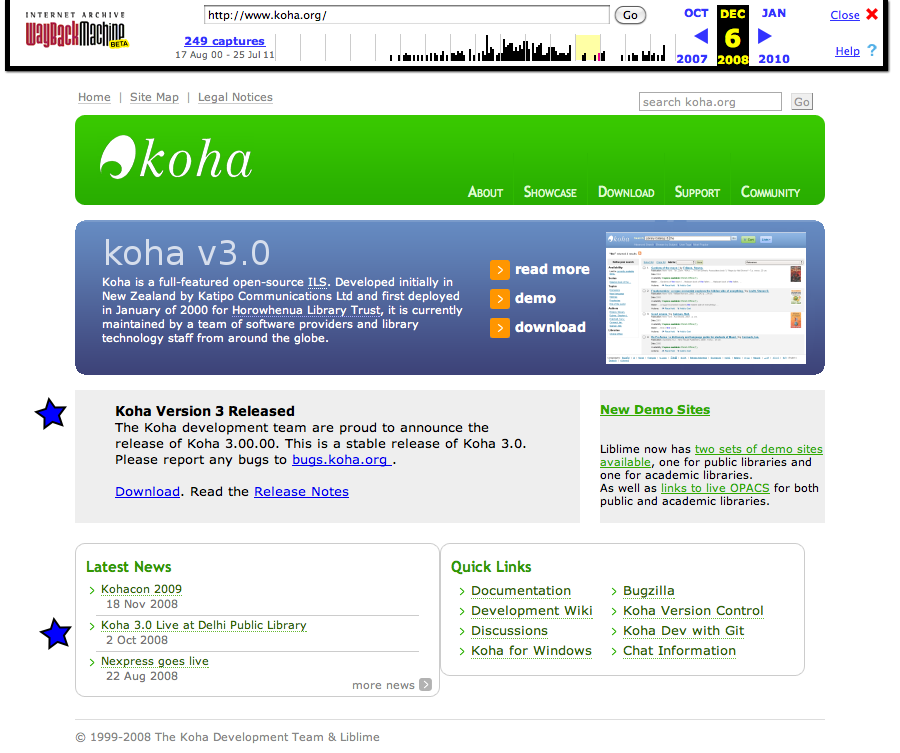 INTERNET ARCHIVE
WayBackMachine
BETA
http://www.koha.org/
Go
249 captures
17 Aug 00 - 25 Jul 11
OCT DEC JAN
6
2007 2008 2010
Close
Help ?
Home | Site Map | Legal Notices
search koha.org
Go
koha
About Showcase Download Support Community
koha v3.0
Koha is a full-featured open-source ILS. Developed initially in
New Zealand by Katipo Communications Ltd and first deployed
in January of 2000 for Horowhenua Library Trust, it is currently
maintained by a team of software providers and library
technology staff from around the globe.
read more
demo
download
Koha Version 3 Released
The Koha development team are proud to announce the
release of Koha 3.00.00. This is a stable release of Koha 3.0.
Please report any bugs to bugs.koha.org .
Download. Read the Release Notes
New Demo Sites
Liblime now has two sets of demo sites
available, one for public libraries and
one for academic libraries.
As well as links to live OPACS for both
public and academic libraries.
Latest News
Kohacon 2009
18 Nov 2008
Koha 3.0 Live at Delhi Public Library
2 Oct 2008
Nexpress goes live
22 Aug 2008
more news
Quick Links
Documentation
Development Wiki
Discussions
Koha for Windows
Bugzilla
Koha Version Control
Koha Dev with Git
Chat Information
© 1999-2008 The Koha Development Team & Liblime